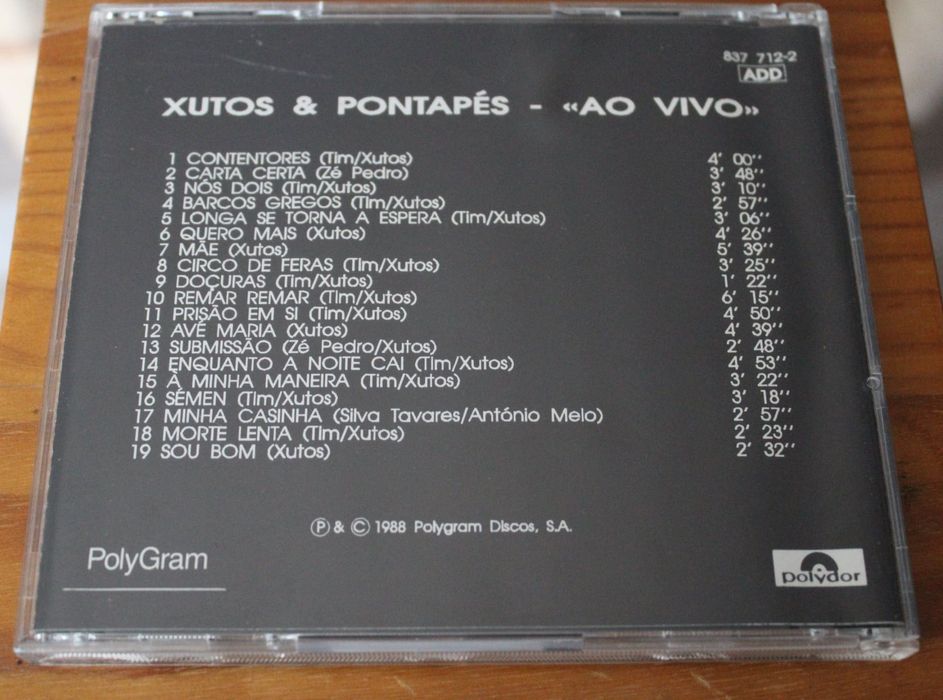 837 712-2
ADD
XUTOS & PONTAPÉS - «AO VIVO»
1 CONTENTORES (Tim/Xutos) 4' 00''
2 CARTA CERTA (Zé Pedro) 3' 48''
3 NÓS DOIS (Tim/Xutos) 3' 10''
4 BARCOS GREGOS (Tim/Xutos) 2' 57''
5 LONGA SE TORNA A ESPERA (Tim/Xutos) 3' 06''
6 QUERO MAIS (Xutos) 4' 26''
7 MÃE (Xutos) 5' 39''
8 CIRCO DE FERAS (Tim/Xutos) 3' 25''
9 DOÇURAS (Tim/Xutos) 1' 22''
10 REMAR REMAR (Tim/Xutos) 6' 15''
11 PRISÃO EM SI (Tim/Xutos) 4' 50''
12 AVÉ MARIA (Xutos) 4' 39''
13 SUBMISSÃO (Zé Pedro/Xutos) 2' 48''
14 ENQUANTO A NOITE CAI (Tim/Xutos) 4' 53''
15 À MINHA MANEIRA (Tim/Xutos) 3' 22''
16 SÉMEN (Tim/Xutos) 3' 18''
17 MINHA CASINHA (Silva Tavares/António Melo) 2' 57''
18 MORTE LENTA (Tim/Xutos) 2' 23''
19 SOU BOM (Xutos) 2' 32''
Ⓟ & © 1988 Polygram Discos, S.A.
PolyGram
polydor